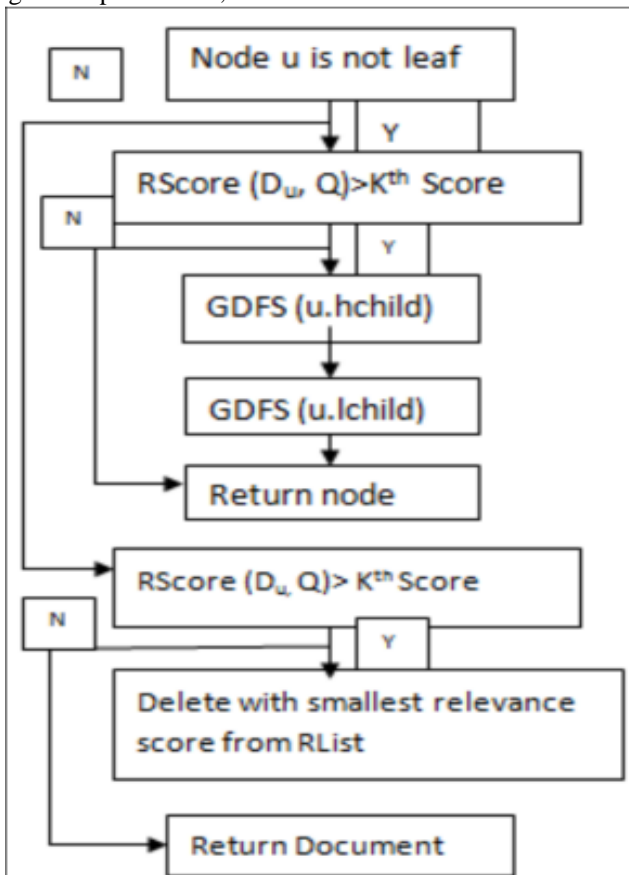 Node u is not leaf
N
Y
RScore (Du, Q)>Kth Score
N
Y
GDFS (u.hchild)
GDFS (u.lchild)
Return node
RScore (Du, Q)> Kth Score
N
Y
Delete with smallest relevance
score from RList
Return Document